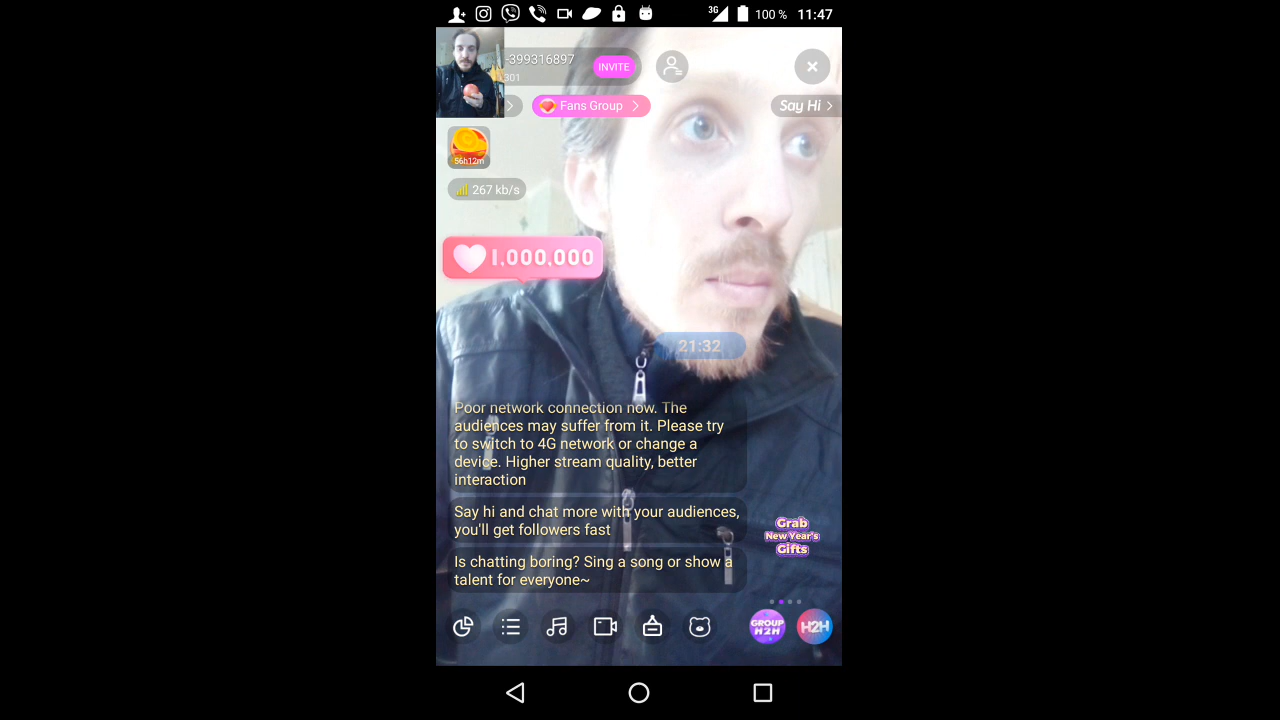 3G 100 % 11:47
-399316897
301
INVITE
Fans Group
Say Hi
56h12m
267 kb/s
1,000,000
21:32
Poor network connection now. The
audiences may suffer from it. Please try
to switch to 4G network or change a
device. Higher stream quality, better
interaction
Say hi and chat more with your audiences,
you'll get followers fast
Is chatting boring? Sing a song or show a
talent for everyone~
Grab
New Year's
Gifts
GROUP
H2H
H2H